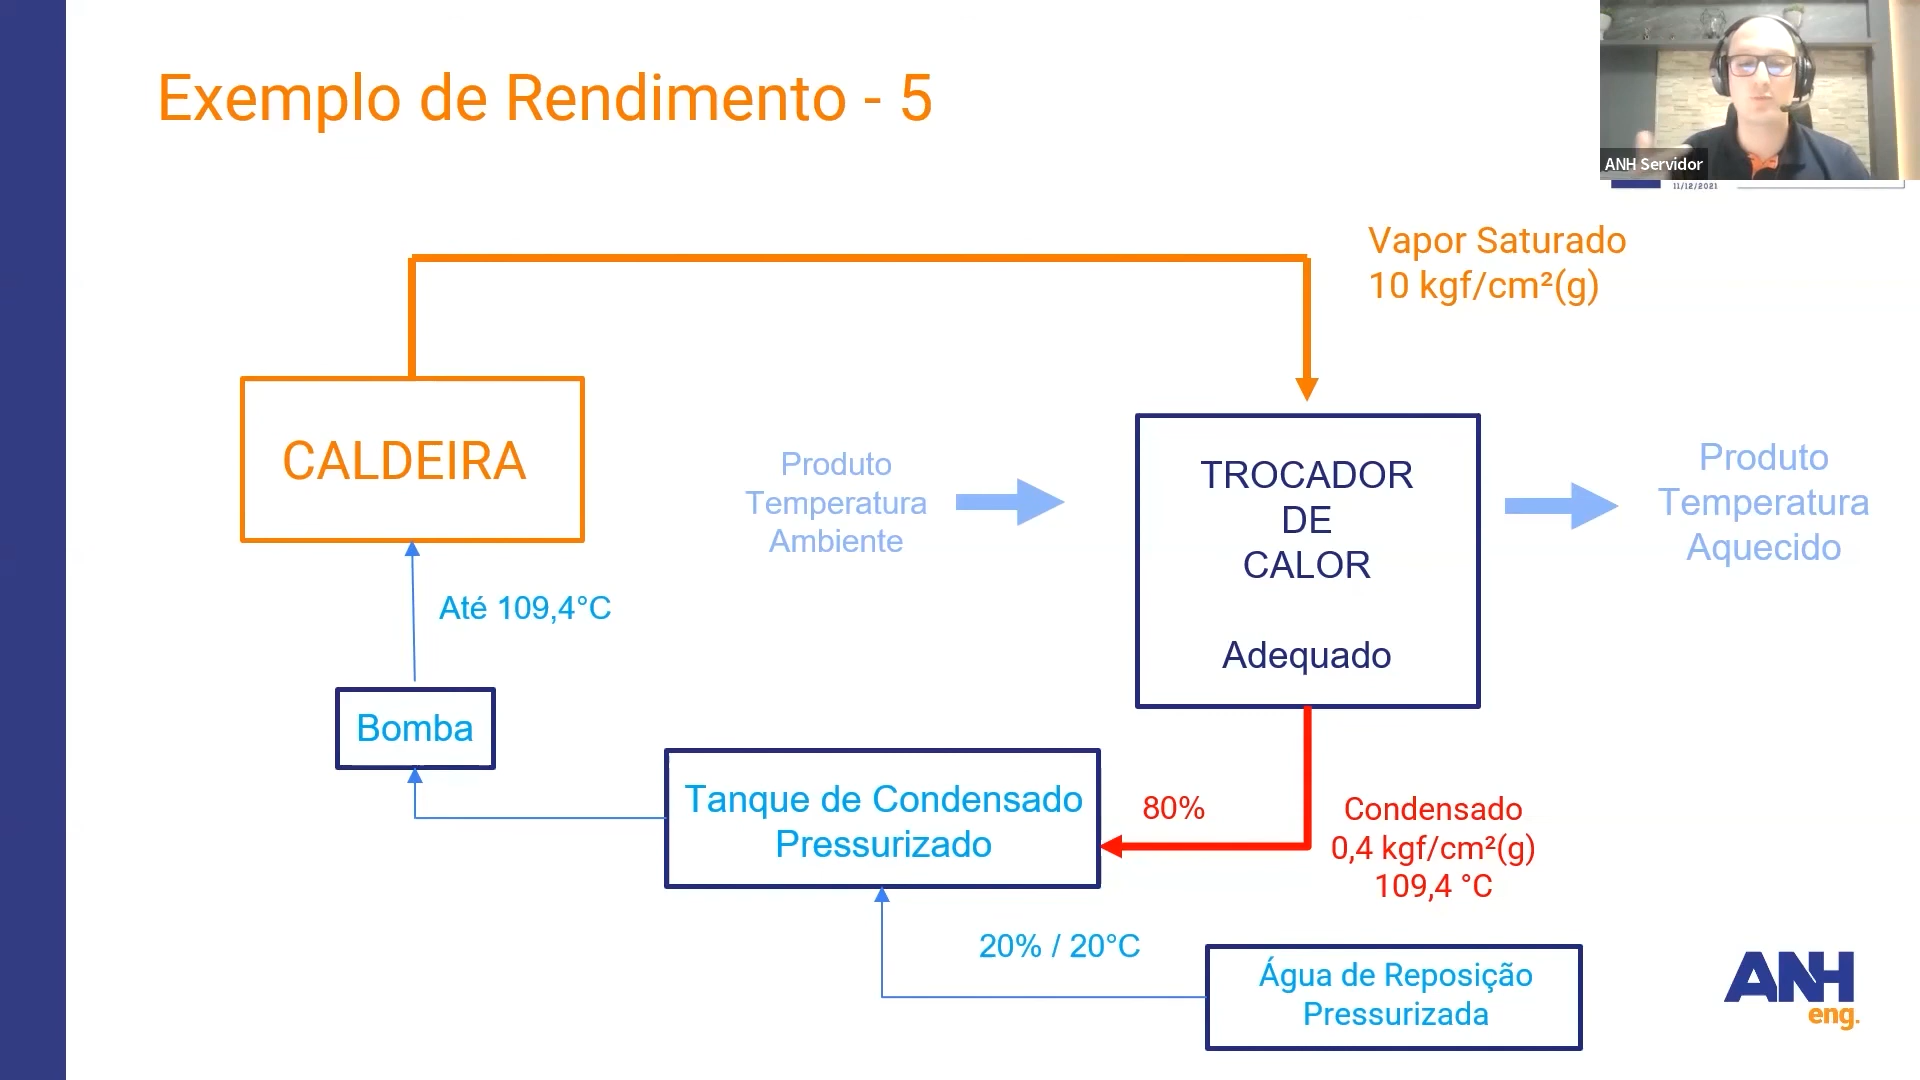 Exemplo de Rendimento - 5
ANH Servidor
11/12/2021
Vapor Saturado
10 kgf/cm²(g)
CALDEIRA
Produto
Temperatura
Ambiente
TROCADOR
DE
CALOR
Adequado
Produto
Temperatura
Aquecido
Até 109,4°C
Bomba
Tanque de Condensado
Pressurizado
80%
Condensado
0,4 kgf/cm²(g)
109,4 °C
20% / 20°C
Água de Reposição
Pressurizada
ANH
eng.